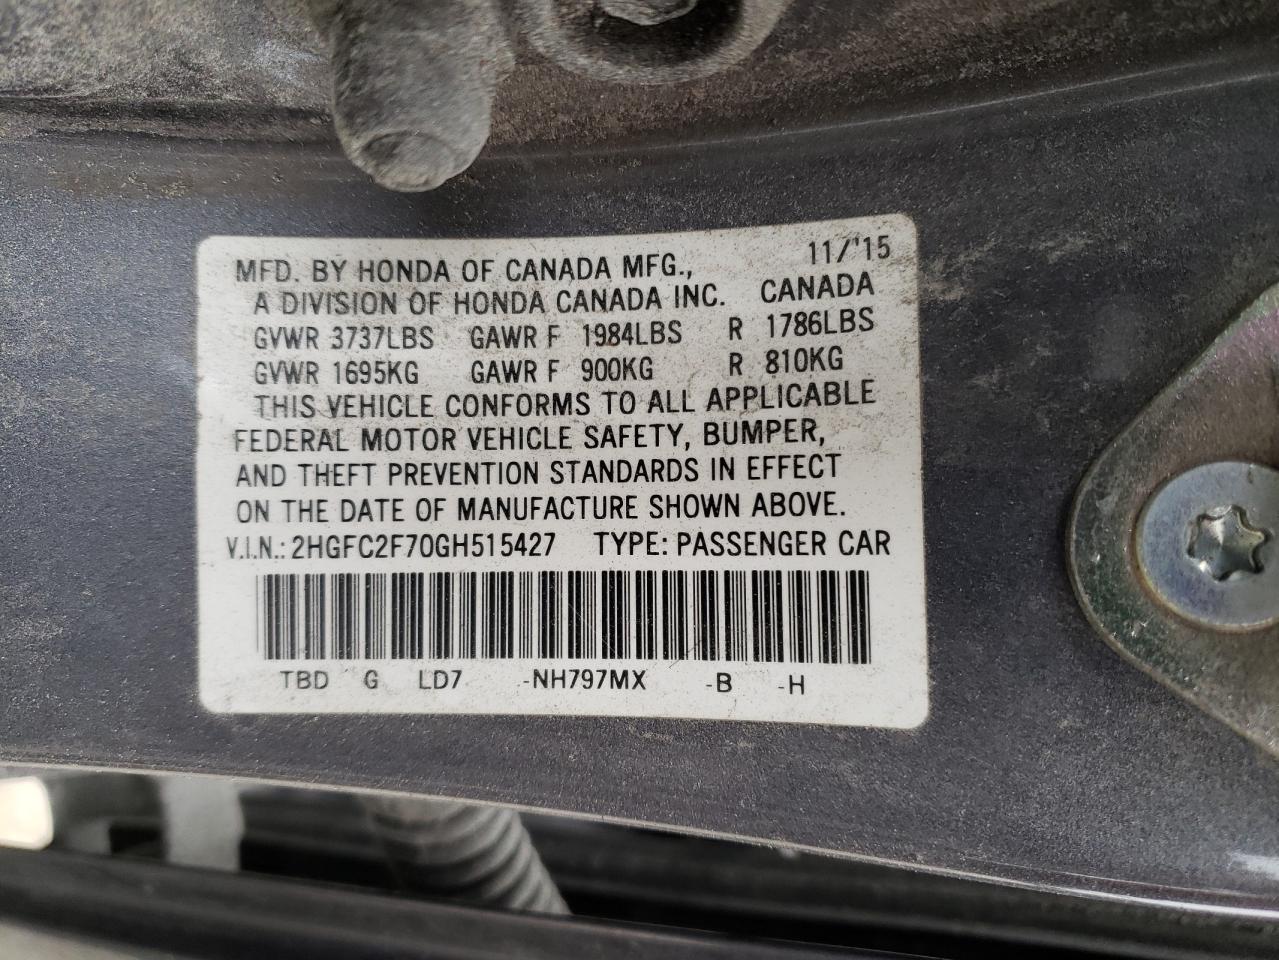 11/'15
MFD. BY HONDA OF CANADA MFG.,
A DIVISION OF HONDA CANADA INC. CANADA
GVWR 3737LBS GAWR F 1984LBS R 1786LBS
GVWR 1695KG GAWR F 900KG R 810KG
THIS VEHICLE CONFORMS TO ALL APPLICABLE
FEDERAL MOTOR VEHICLE SAFETY, BUMPER,
AND THEFT PREVENTION STANDARDS IN EFFECT
ON THE DATE OF MANUFACTURE SHOWN ABOVE.
V.I.N.: 2HGFC2F70GH515427 TYPE: PASSENGER CAR
TBD G LD7 -NH797MX -B -H